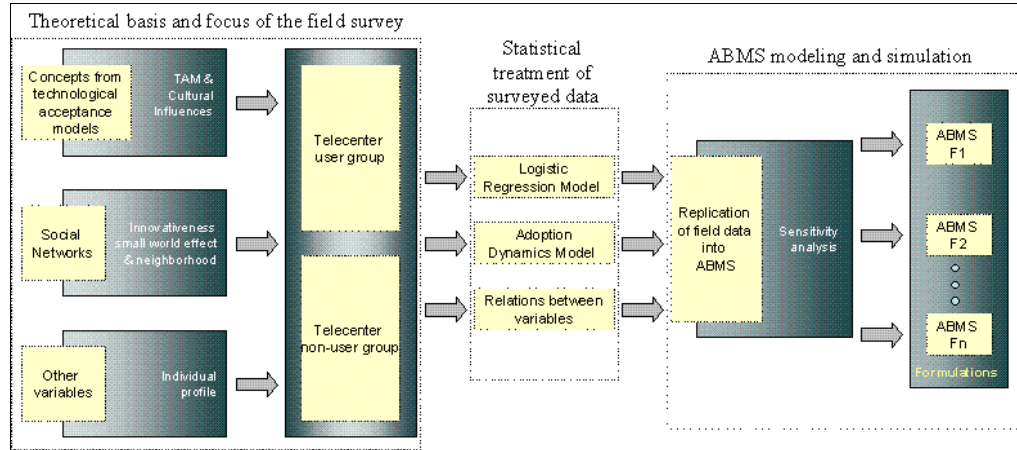 Theoretical basis and focus of the field survey
Concepts from
technological
acceptance
models
TAM &
Cultural
Influences
Social
Networks
Innovativeness
small world effect
& neighborhood
Other
variables
Individual
profile
Telecenter
user group
Telecenter
non-user group
Statistical
treatment of
surveyed data
Logistic
Regression Model
Adoption
Dynamics Model
Relations between
variables
ABMS modeling and simulation
Replication
of field data
into
ABMS
Sensitivity
analysis
ABMS
F1
ABMS
F2
ABMS
Fn
Formulations